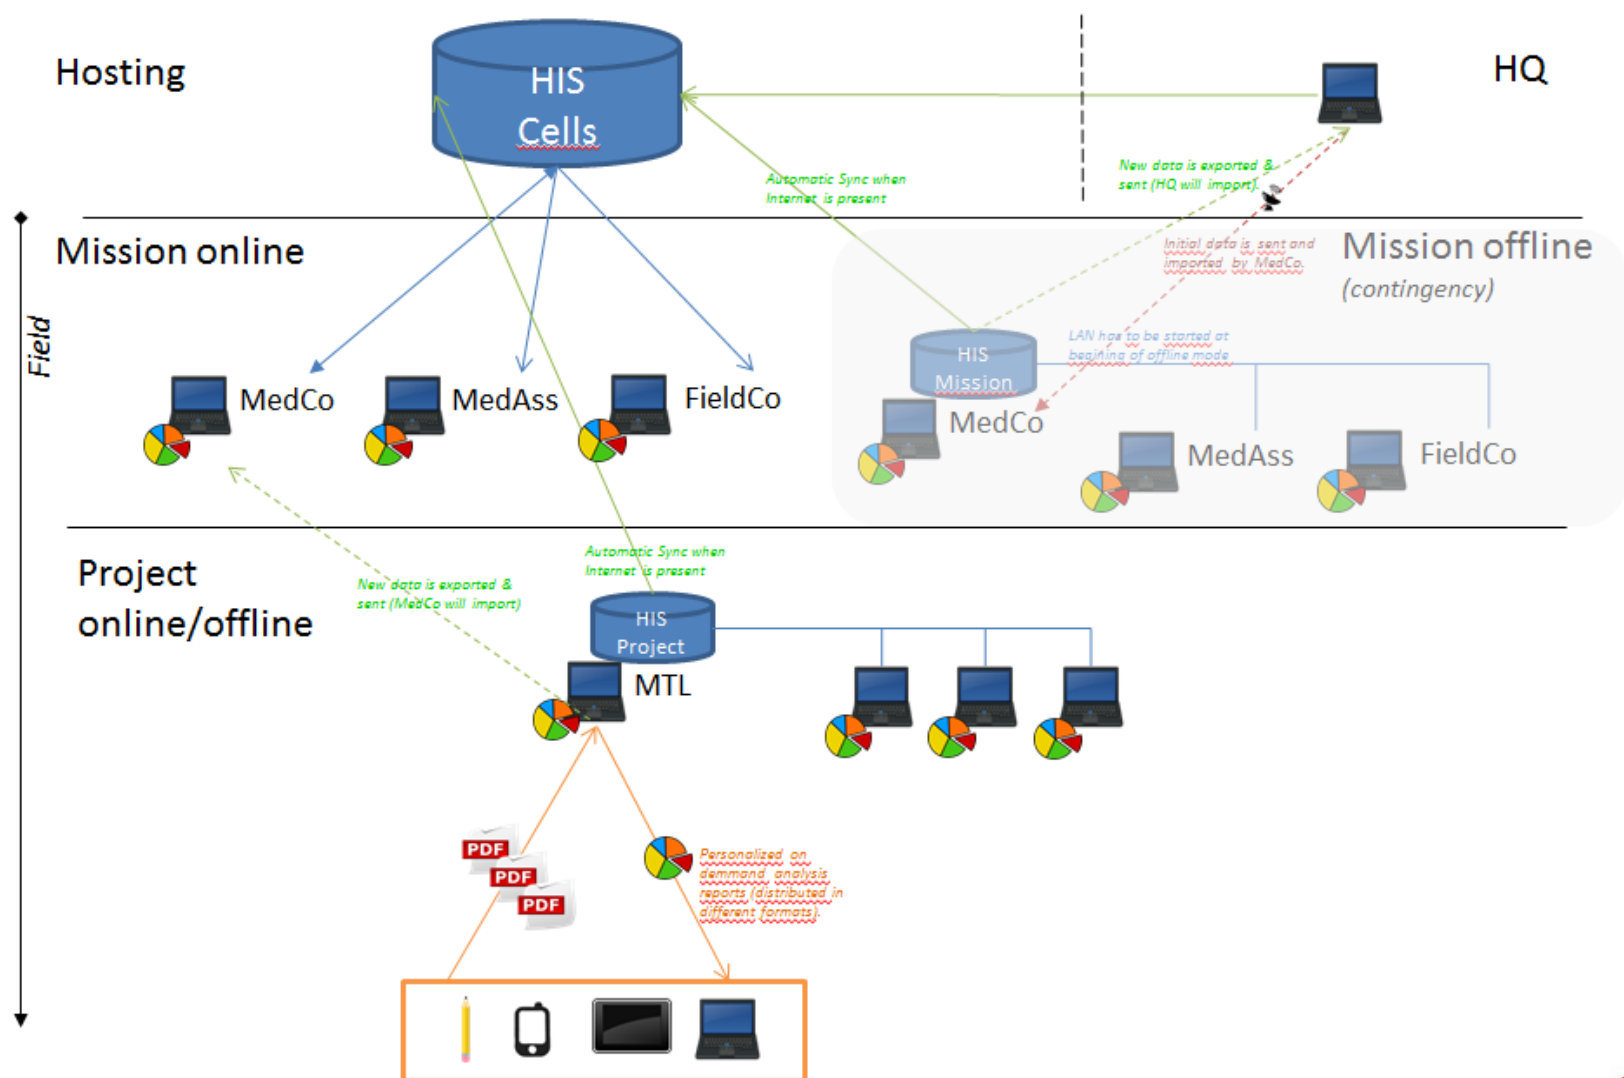 Hosting
HIS
Cells
HQ
Automatic Sync when
Internet is present
New data is exported &
sent (HQ will import).
Field
Mission online
Initial data is sent and
imported by MedCo.
Mission offline
(contingency)
LAN has to be started at
begining of offline mode
HIS
Mission
MedCo
MedAss
FieldCo
MedCo
MedAss
FieldCo
Project
online/offline
New data is exported &
sent (MedCo will import)
Automatic Sync when
Internet is present
HIS
Project
MTL
PDF
PDF
PDF
Personalized on
demmand analysis
reports (distributed in
different formats).